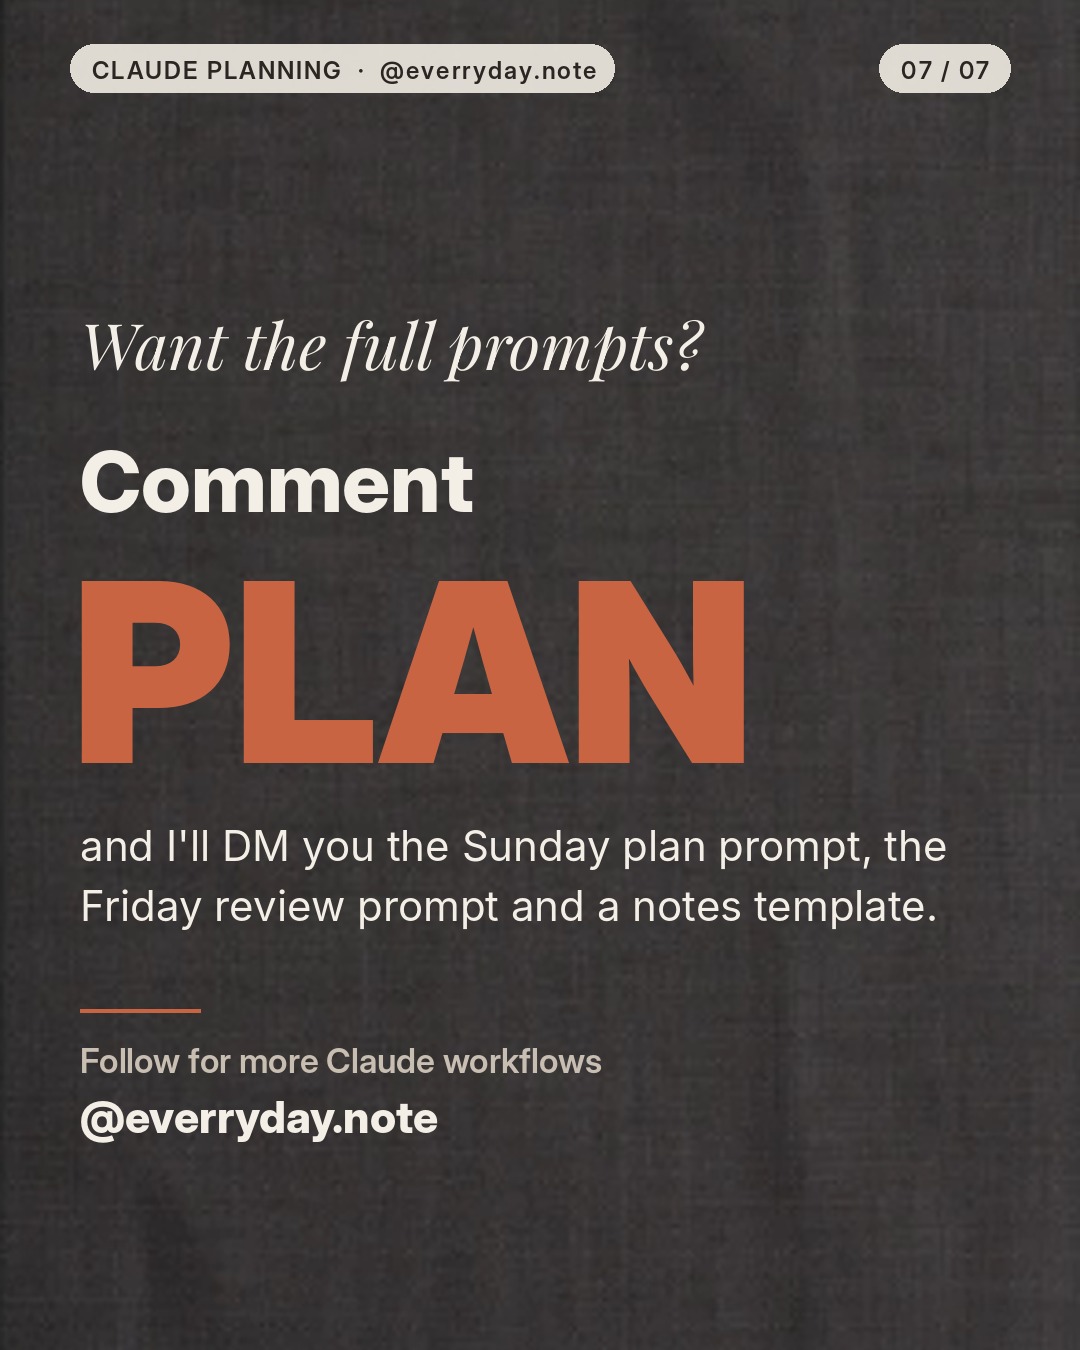 CLAUDE PLANNING · @everryday.note
07 / 07
Want the full prompts?
Comment
PLAN
and I'll DM you the Sunday plan prompt, the
Friday review prompt and a notes template.
Follow for more Claude workflows
@everryday.note